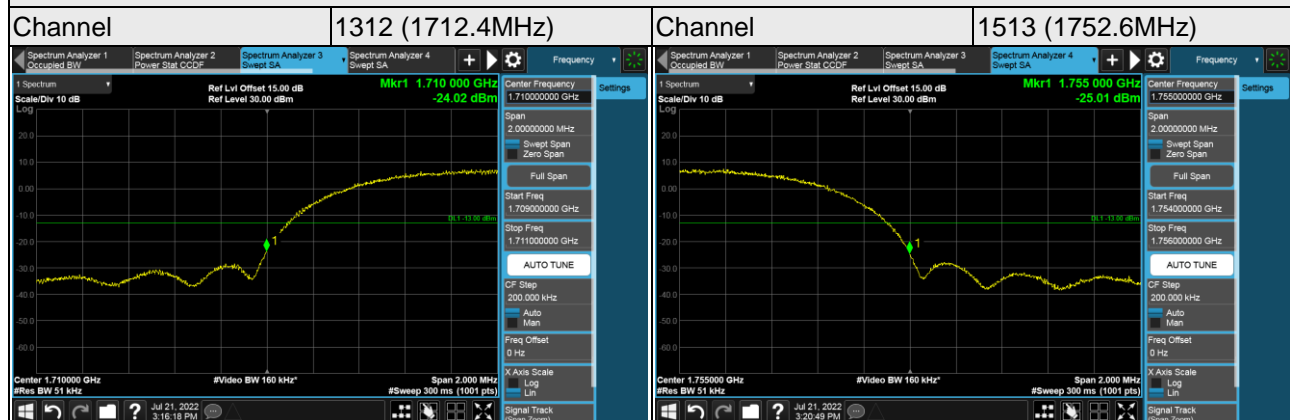 Channel 1312 (1712.4MHz) Channel 1513 (1752.6MHz)
Spectrum Analyzer 1 Spectrum Analyzer 2 Spectrum Analyzer 3 Spectrum Analyzer 4 + Frequency
Occupied BW Power Stat CCDF Swept SA Swept SA
1 Spectrum Ref Lvl Offset 15.00 dB Mkr1 1.710 000 GHz
Scale/Div 10 dB Ref Level 30.00 dBm -24.02 dBm
Log
20.0
10.0
0.00
-10.0
DL1 -13.00 dBm
-20.0
1
-30.0
-40.0
-50.0
-60.0
Center 1.710000 GHz #Video BW 160 kHz* Span 2.000 MHz
#Res BW 51 kHz #Sweep 300 ms (1001 pts)
Center Frequency
1.710000000 GHz
Settings
Span
2.00000000 MHz
Swept Span
Zero Span
Full Span
Start Freq
1.709000000 GHz
Stop Freq
1.711000000 GHz
AUTO TUNE
CF Step
200.000 kHz
Auto
Man
Freq Offset
0 Hz
X Axis Scale
Log
Lin
Signal Track
(Span Zoom)
? Jul 21, 2022
3:16:18 PM
Spectrum Analyzer 1 Spectrum Analyzer 2 Spectrum Analyzer 3 Spectrum Analyzer 4 + Frequency
Occupied BW Power Stat CCDF Swept SA Swept SA
1 Spectrum Ref Lvl Offset 15.00 dB Mkr1 1.755 000 GHz
Scale/Div 10 dB Ref Level 30.00 dBm -25.01 dBm
Log
20.0
10.0
0.00
-10.0
DL1 -13.00 dBm
-20.0
1
-30.0
-40.0
-50.0
-60.0
Center 1.755000 GHz #Video BW 160 kHz* Span 2.000 MHz
#Res BW 51 kHz #Sweep 300 ms (1001 pts)
Center Frequency
1.755000000 GHz
Settings
Span
2.00000000 MHz
Swept Span
Zero Span
Full Span
Start Freq
1.754000000 GHz
Stop Freq
1.756000000 GHz
AUTO TUNE
CF Step
200.000 kHz
Auto
Man
Freq Offset
0 Hz
X Axis Scale
Log
Lin
Signal Track
(Span Zoom)
? Jul 21, 2022
3:20:49 PM